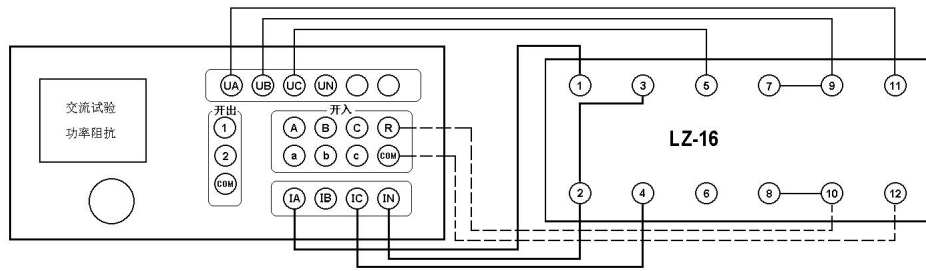 UA UB UC UN
交流试验
功率阻抗
开出
1
2
COM
开入
A B C R
a b c COM
IA IB IC IN
1 3 5 7 9 11
LZ-16
2 4 6 8 10 12